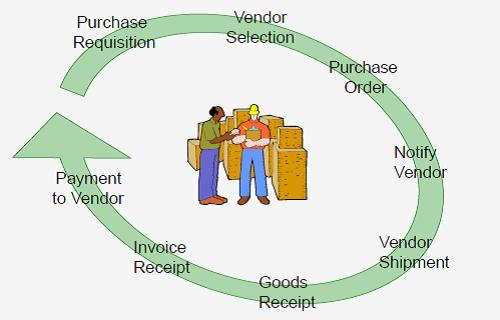 Purchase
Requisition
Vendor
Selection
Purchase
Order
Notify
Vendor
Vendor
Shipment
Goods
Receipt
Invoice
Receipt
Payment
to Vendor